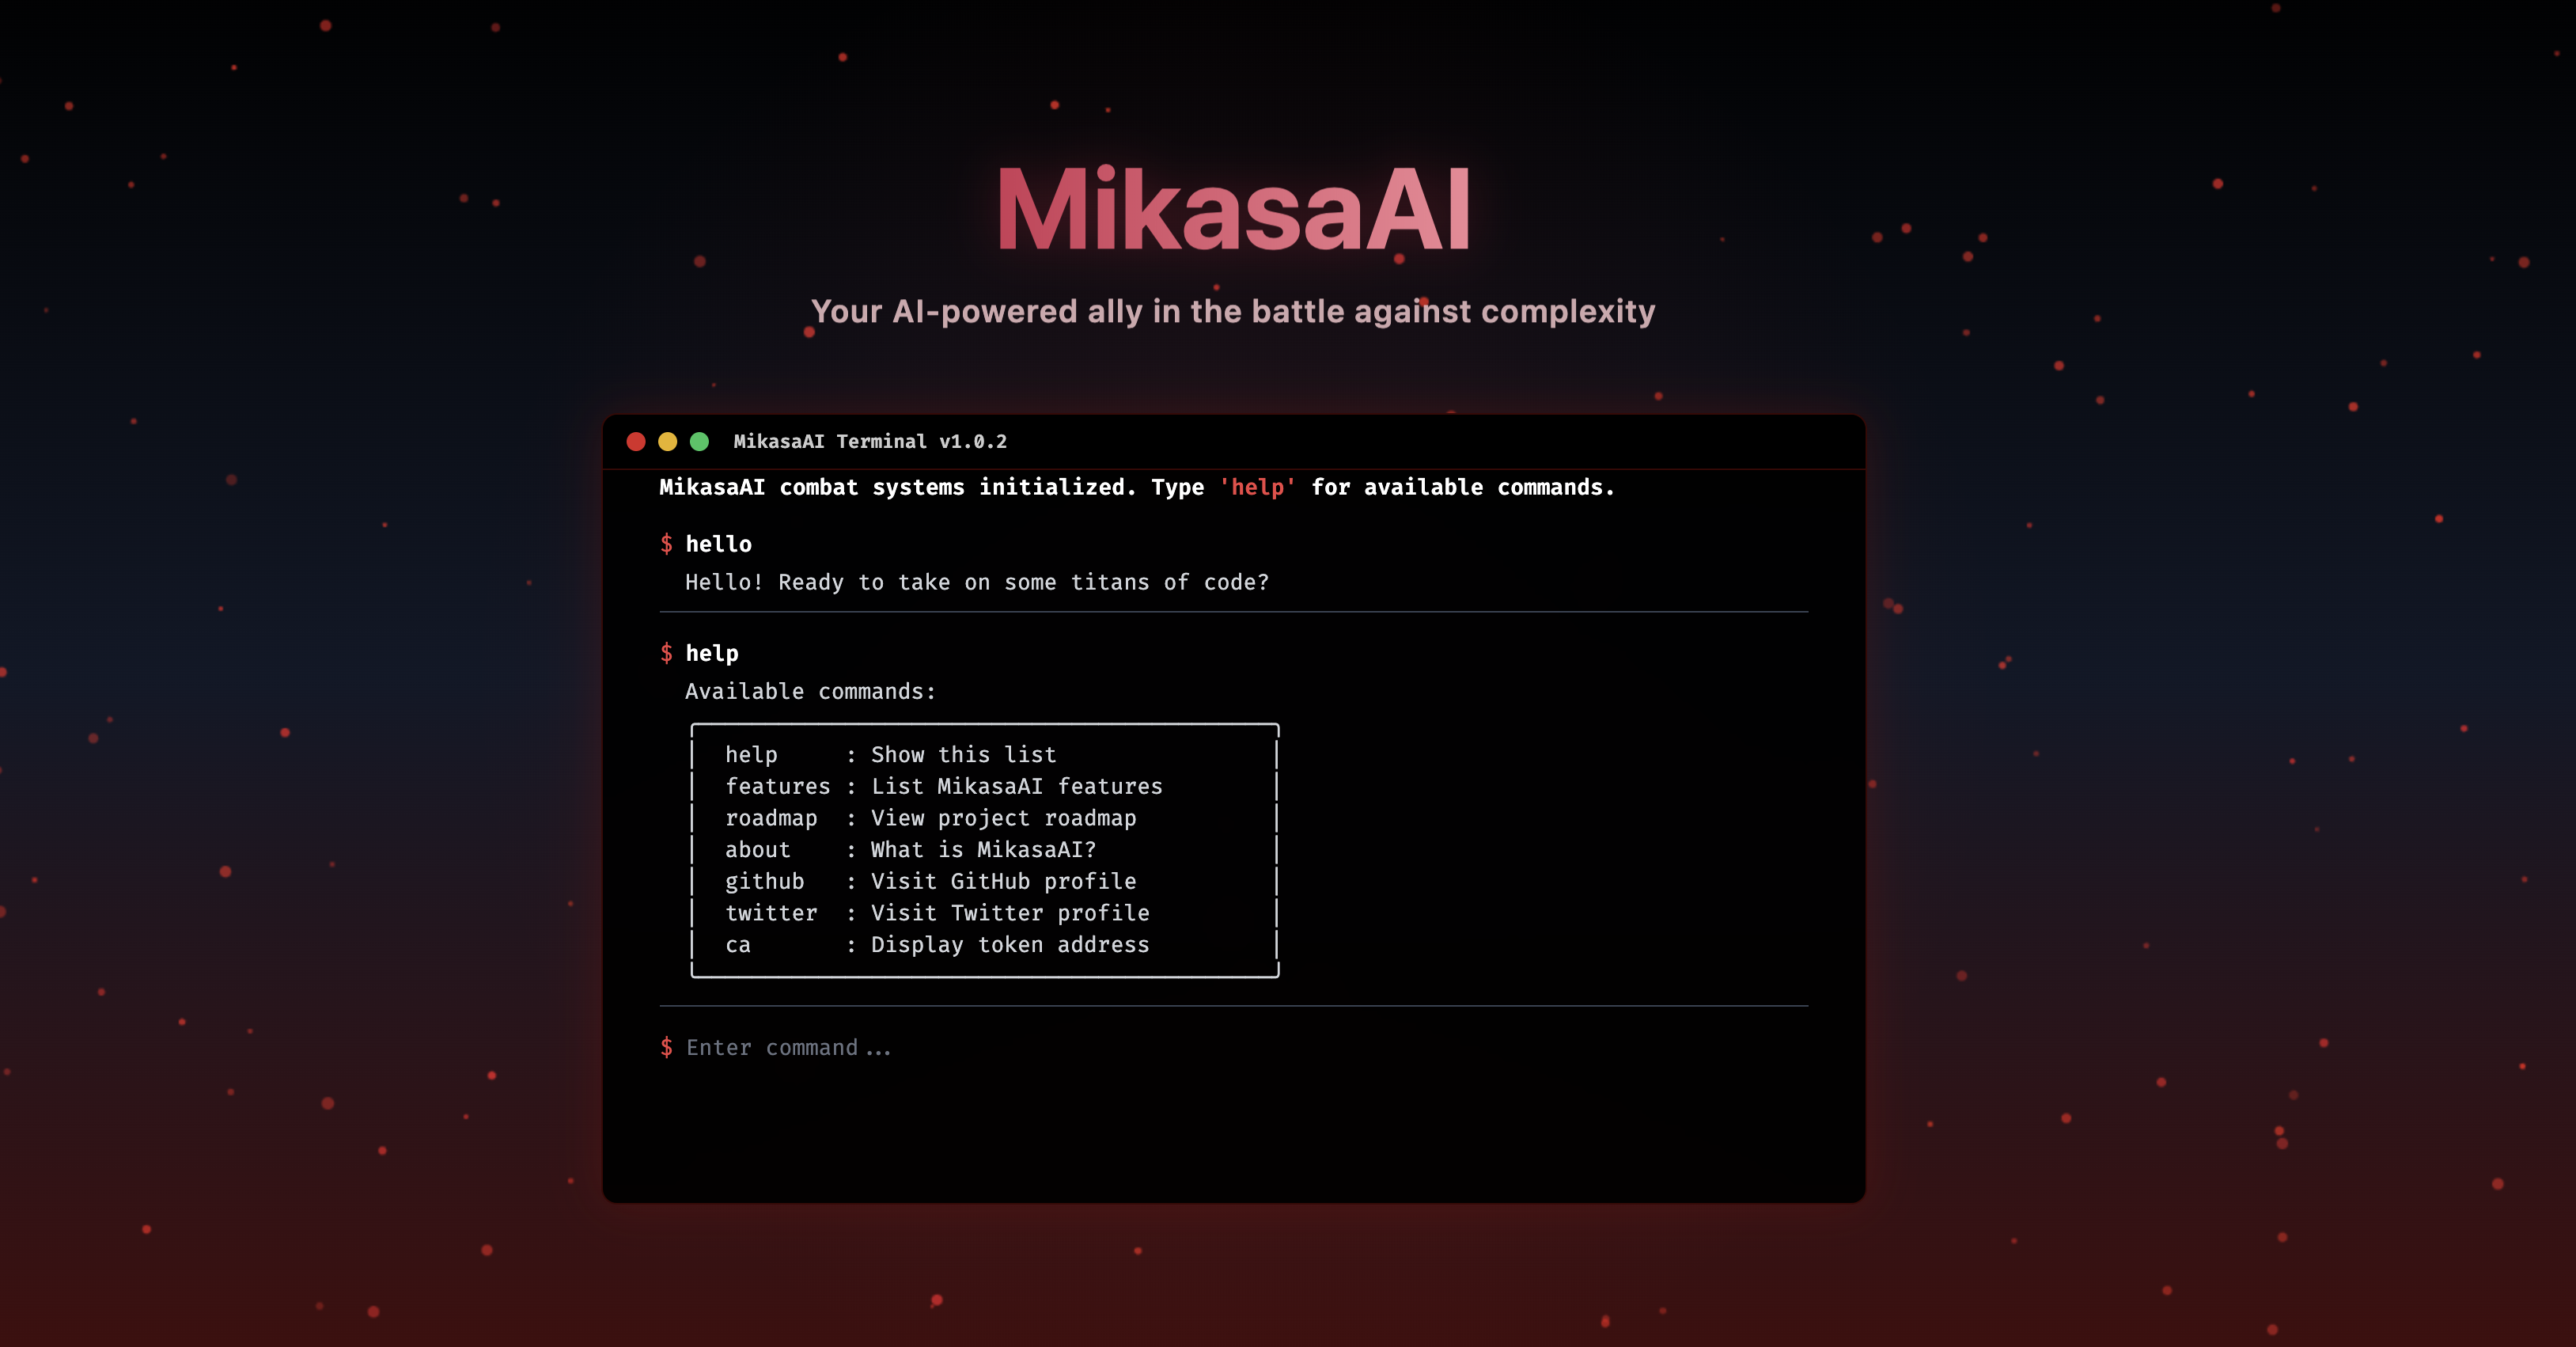 MikasaAI
Your AI-powered ally in the battle against complexity
MikasaAI Terminal v1.0.2
MikasaAI combat systems initialized. Type 'help' for available commands.
$ hello
Hello! Ready to take on some titans of code?
$ help
Available commands:
help : Show this list
features : List MikasaAI features
roadmap : View project roadmap
about : What is MikasaAI?
github : Visit GitHub profile
twitter : Visit Twitter profile
ca : Display token address
$ Enter command...